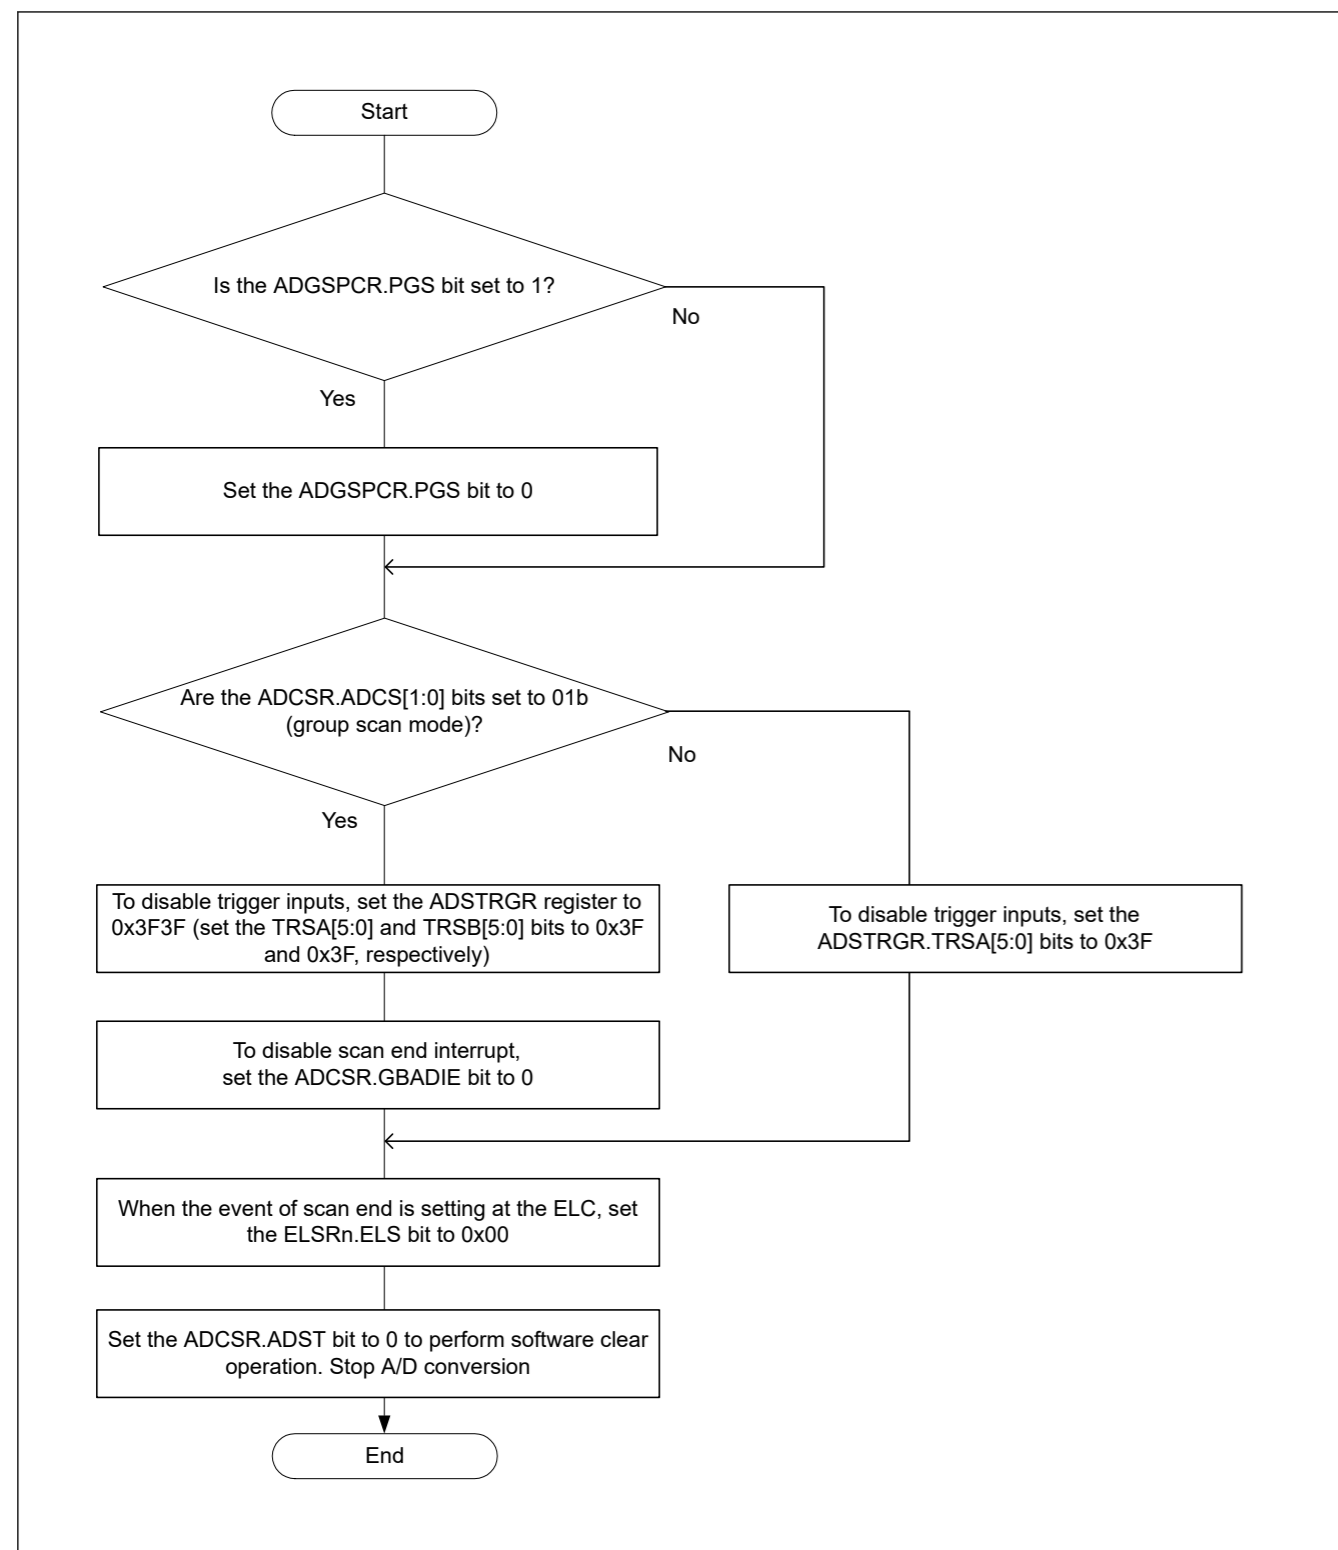 Start
Is the ADGSPCR.PGS bit set to 1?
No
Yes
Set the ADGSPCR.PGS bit to 0
Are the ADCSR.ADCS[1:0] bits set to 01b
(group scan mode)?
No
Yes
To disable trigger inputs, set the ADSTRGR register to
0x3F3F (set the TRSA[5:0] and TRSB[5:0] bits to 0x3F
and 0x3F, respectively)
To disable trigger inputs, set the
ADSTRGR.TRSA[5:0] bits to 0x3F
To disable scan end interrupt,
set the ADCSR.GBADIE bit to 0
When the event of scan end is setting at the ELC, set
the ELSRn.ELS bit to 0x00
Set the ADCSR.ADST bit to 0 to perform software clear
operation. Stop A/D conversion
End